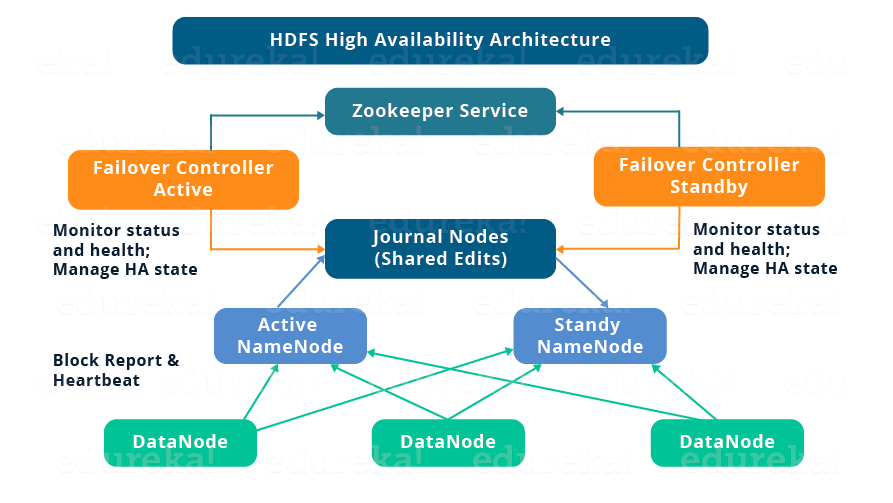 HDFS High Availability Architecture
Zookeeper Service
Failover Controller
Active
Failover Controller
Standby
Monitor status
and health;
Manage HA state
Journal Nodes
(Shared Edits)
Monitor status
and health;
Manage HA state
Active
NameNode
Standy
NameNode
Block Report &
Heartbeat
DataNode
DataNode
DataNode
edureka!